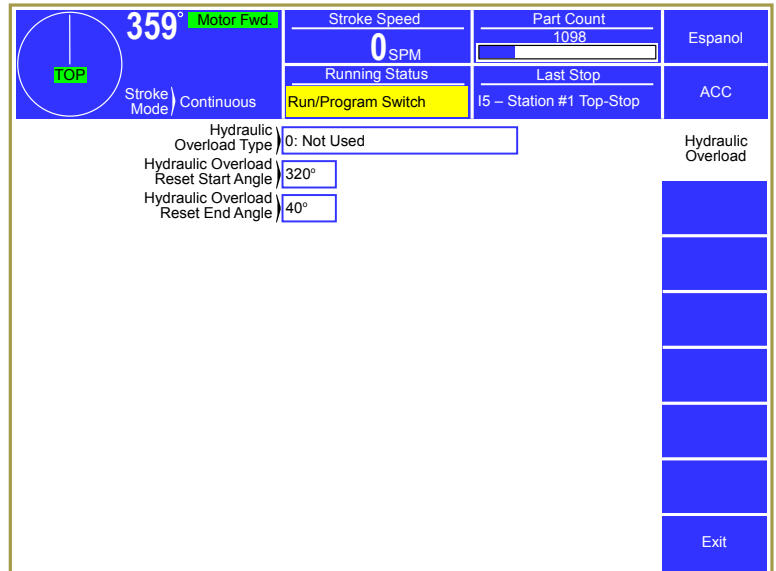 359° Motor Fwd.
TOP
Stroke
Mode
Continuous
Stroke Speed
0 SPM
Part Count
1098
Espanol
Running Status
Run/Program Switch
Last Stop
I5 – Station #1 Top-Stop
ACC
Hydraulic
Overload Type
0: Not Used
Hydraulic
Overload
Hydraulic Overload
Reset Start Angle
320°
Hydraulic Overload
Reset End Angle
40°
Exit